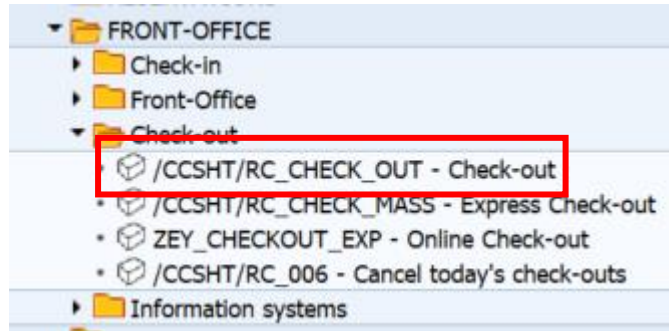 FRONT-OFFICE
Check-in
Front-Office
Check-out
/CCSHT/RC_CHECK_OUT - Check-out
/CCSHT/RC_CHECK_MASS - Express Check-out
ZEY_CHECKOUT_EXP - Online Check-out
/CCSHT/RC_006 - Cancel today's check-outs
Information systems